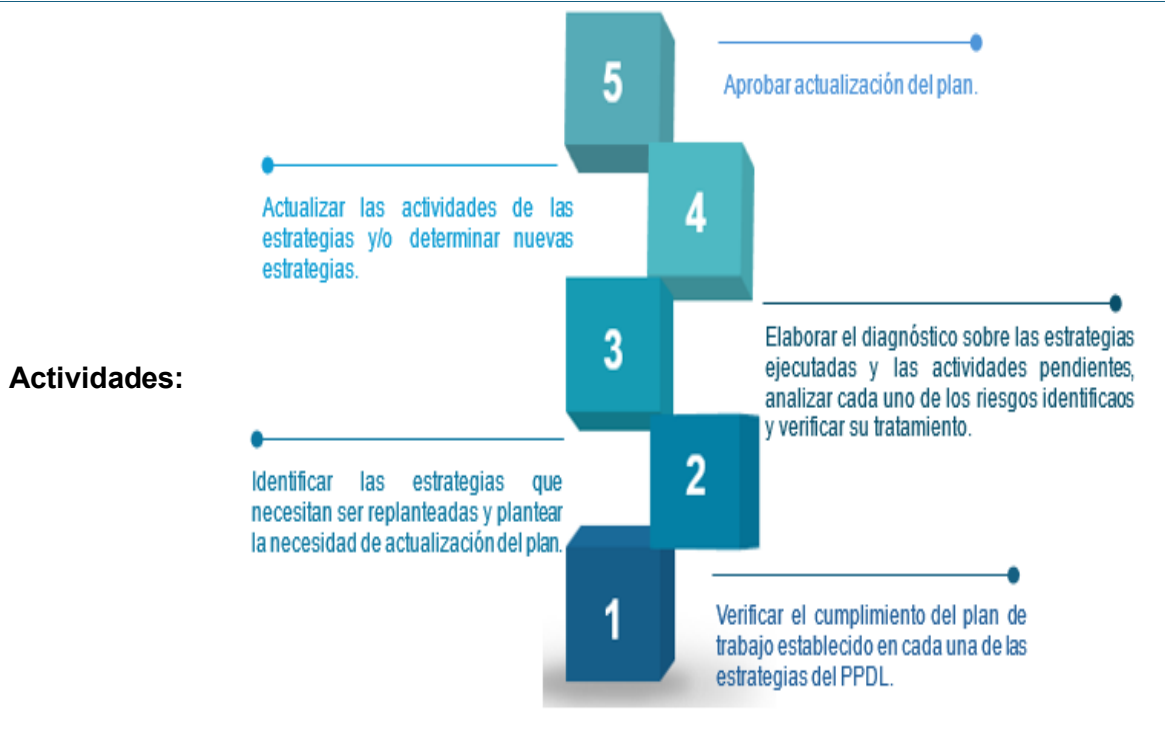 5
Aprobar actualización del plan.
Actualizar las actividades de las
estrategias y/o determinar nuevas
estrategias.
4
3
Elaborar el diagnóstico sobre las estrategias
ejecutadas y las actividades pendientes,
analizar cada uno de los riesgos identificaos
y verificar su tratamiento.
Actividades:
Identificar las estrategias que
necesitan ser replanteadas y plantear
la necesidad de actualización del plan.
2
1
Verificar el cumplimiento del plan de
trabajo establecido en cada una de las
estrategias del PPDL.